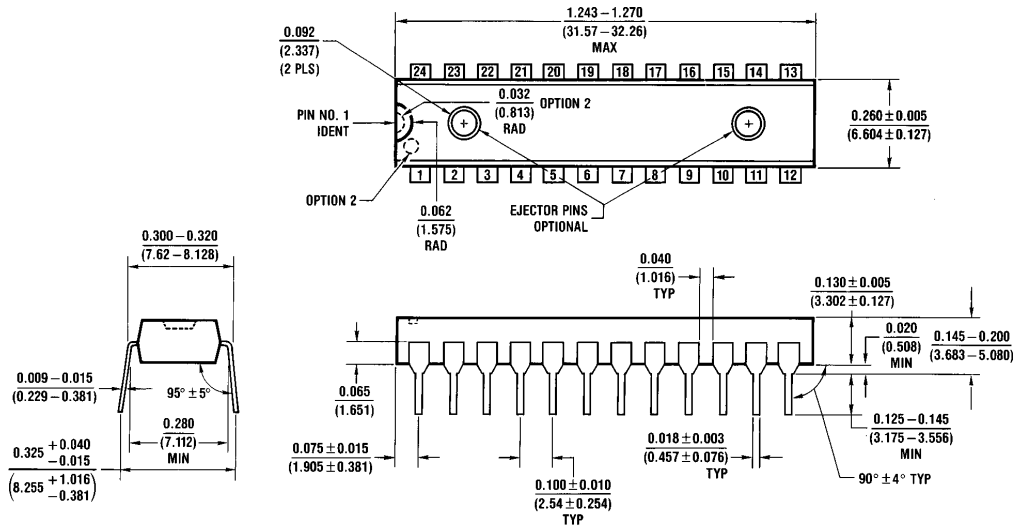 1.243 – 1.270
(31.57 – 32.26)
MAX
0.092
(2.337)
(2 PLS)
24 23 22 21 20 19 18 17 16 15 14 13
0.032
(0.813)
RAD
OPTION 2
PIN NO. 1
IDENT
0.260 ± 0.005
(6.604 ± 0.127)
1 2 3 4 5 6 7 8 9 10 11 12
OPTION 2
0.062
(1.575)
RAD
EJECTOR PINS
OPTIONAL
0.300 – 0.320
(7.62 – 8.128)
0.009 – 0.015
(0.229 – 0.381)
95° ± 5°
0.280
(7.112)
MIN
0.325 + 0.040
– 0.015
(8.255 + 1.016
– 0.381)
0.040
(1.016)
TYP
0.130 ± 0.005
(3.302 ± 0.127)
0.020
(0.508)
MIN
0.145 – 0.200
(3.683 – 5.080)
0.065
(1.651)
0.075 ± 0.015
(1.905 ± 0.381)
0.100 ± 0.010
(2.54 ± 0.254)
TYP
0.018 ± 0.003
(0.457 ± 0.076)
TYP
0.125 – 0.145
(3.175 – 3.556)
MIN
90° ± 4° TYP